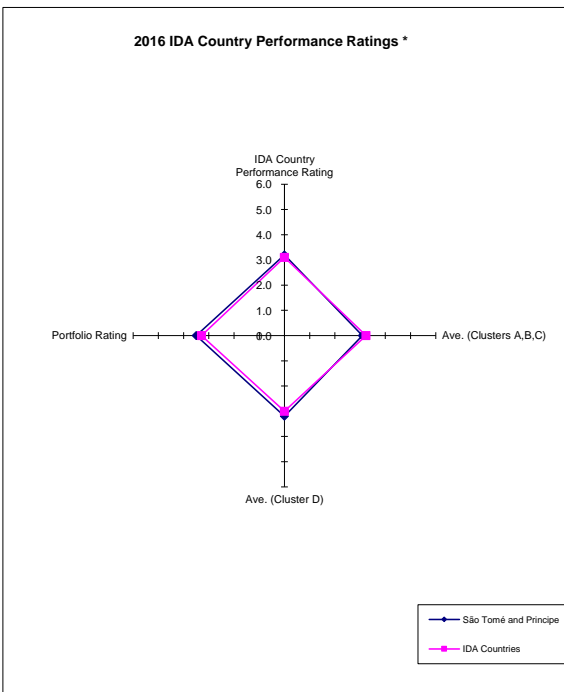 2016 IDA Country Performance Ratings *
IDA Country
Performance Rating
6.0
5.0
4.0
3.0
2.0
1.0
0.0
Portfolio Rating
Ave. (Clusters A,B,C)
Ave. (Cluster D)
São Tomé and Principe
IDA Countries